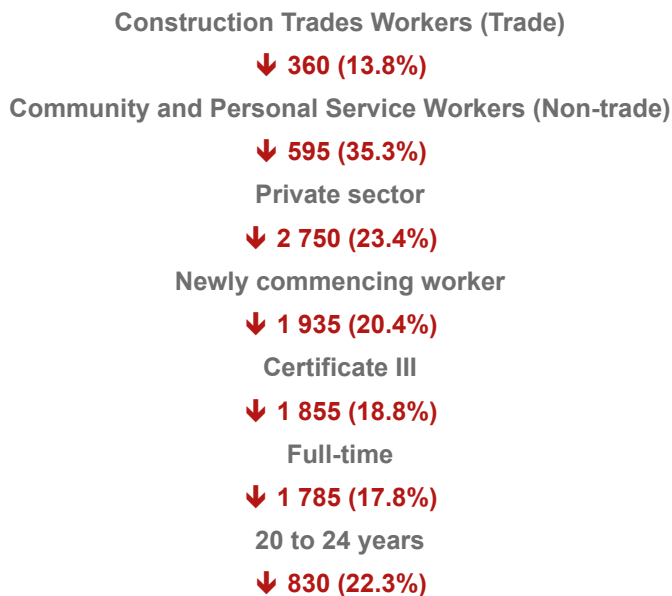 Construction Trades Workers (Trade)
↓ 360 (13.8%)
Community and Personal Service Workers (Non-trade)
↓ 595 (35.3%)
Private sector
↓ 2 750 (23.4%)
Newly commencing worker
↓ 1 935 (20.4%)
Certificate III
↓ 1 855 (18.8%)
Full-time
↓ 1 785 (17.8%)
20 to 24 years
↓ 830 (22.3%)